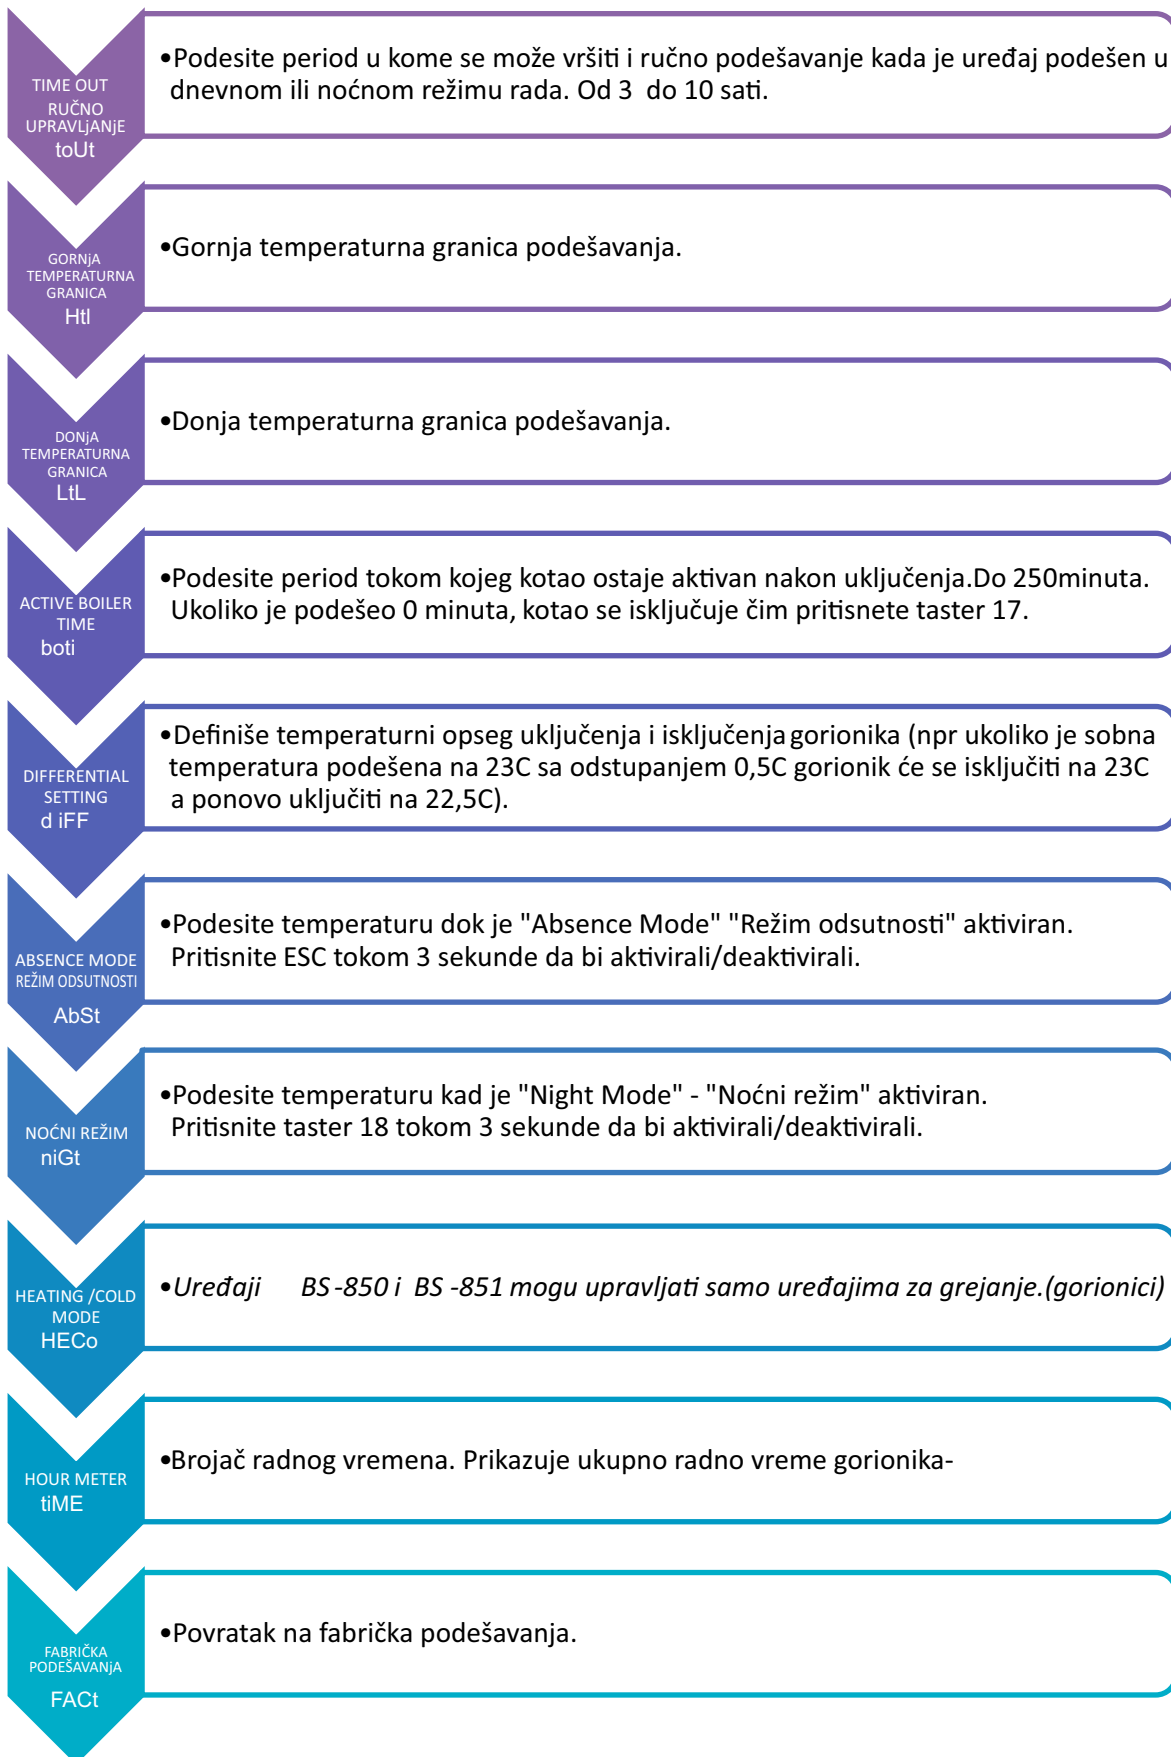 TIME OUT
RUČNO
UPRAVLjANjE
toUt
•Podesite period u kome se može vršiti i ručno podešavanje kada je uređaj podešen u
dnevnom ili noćnom režimu rada. Od 3 do 10 sati.
GORNjA
TEMPERATURNA
GRANICA
Htl
•Gornja temperaturna granica podešavanja.
DONjA
TEMPERATURNA
GRANICA
LtL
•Donja temperaturna granica podešavanja.
ACTIVE BOILER
TIME
boti
•Podesite period tokom kojeg kotao ostaje aktivan nakon uključenja.Do 250minuta.
Ukoliko je podešeo 0 minuta, kotao se isključuje čim pritisnete taster 17.
DIFFERENTIAL
SETTING
d iFF
•Definiše temperaturni opseg uključenja i isključenja gorionika (npr ukoliko je sobna
temperatura podešena na 23C sa odstupanjem 0,5C gorionik će se isključiti na 23C
a ponovo uključiti na 22,5C).
ABSENCE MODE
REŽIM ODSUTNOSTI
AbSt
•Podesite temperaturu dok je "Absence Mode" "Režim odsutnosti" aktiviran.
Pritisnite ESC tokom 3 sekunde da bi aktivirali/deaktivirali.
NOĆNI REŽIM
niGt
•Podesite temperaturu kad je "Night Mode" - "Noćni režim" aktiviran.
Pritisnite taster 18 tokom 3 sekunde da bi aktivirali/deaktivirali.
HEATING /COLD
MODE
HECo
•Uređaji BS -850 i BS -851 mogu upravljati samo uređajima za grejanje.(gorionici)
HOUR METER
tiME
•Brojač radnog vremena. Prikazuje ukupno radno vreme gorionika-
FABRIČKA
PODEŠAVANjA
FACt
•Povratak na fabrička podešavanja.